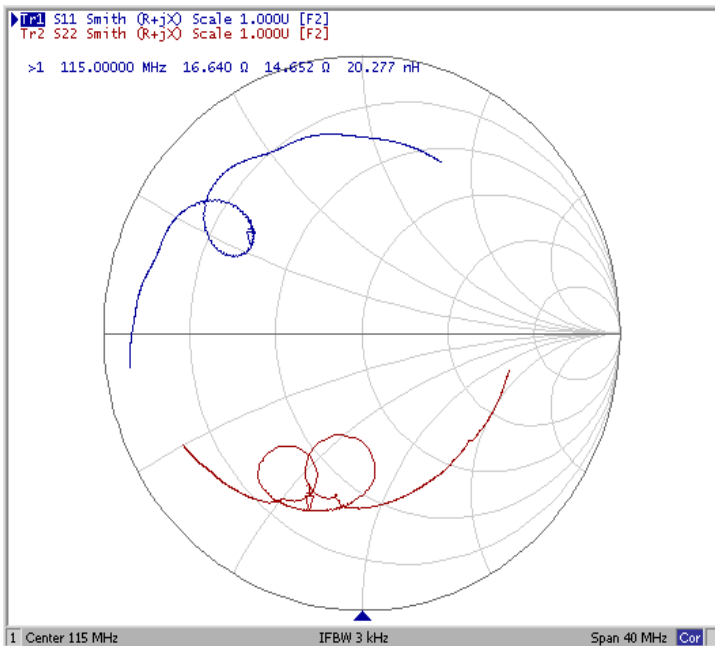 Tr1 S11 Smith (R+jX) Scale 1.000U [F2]
Tr2 S22 Smith (R+jX) Scale 1.000U [F2]
>1 115.00000 MHz 16.640 Ω 14.652 Ω 20.277 nH
1 Center 115 MHz IFBW 3 kHz Span 40 MHz Cor